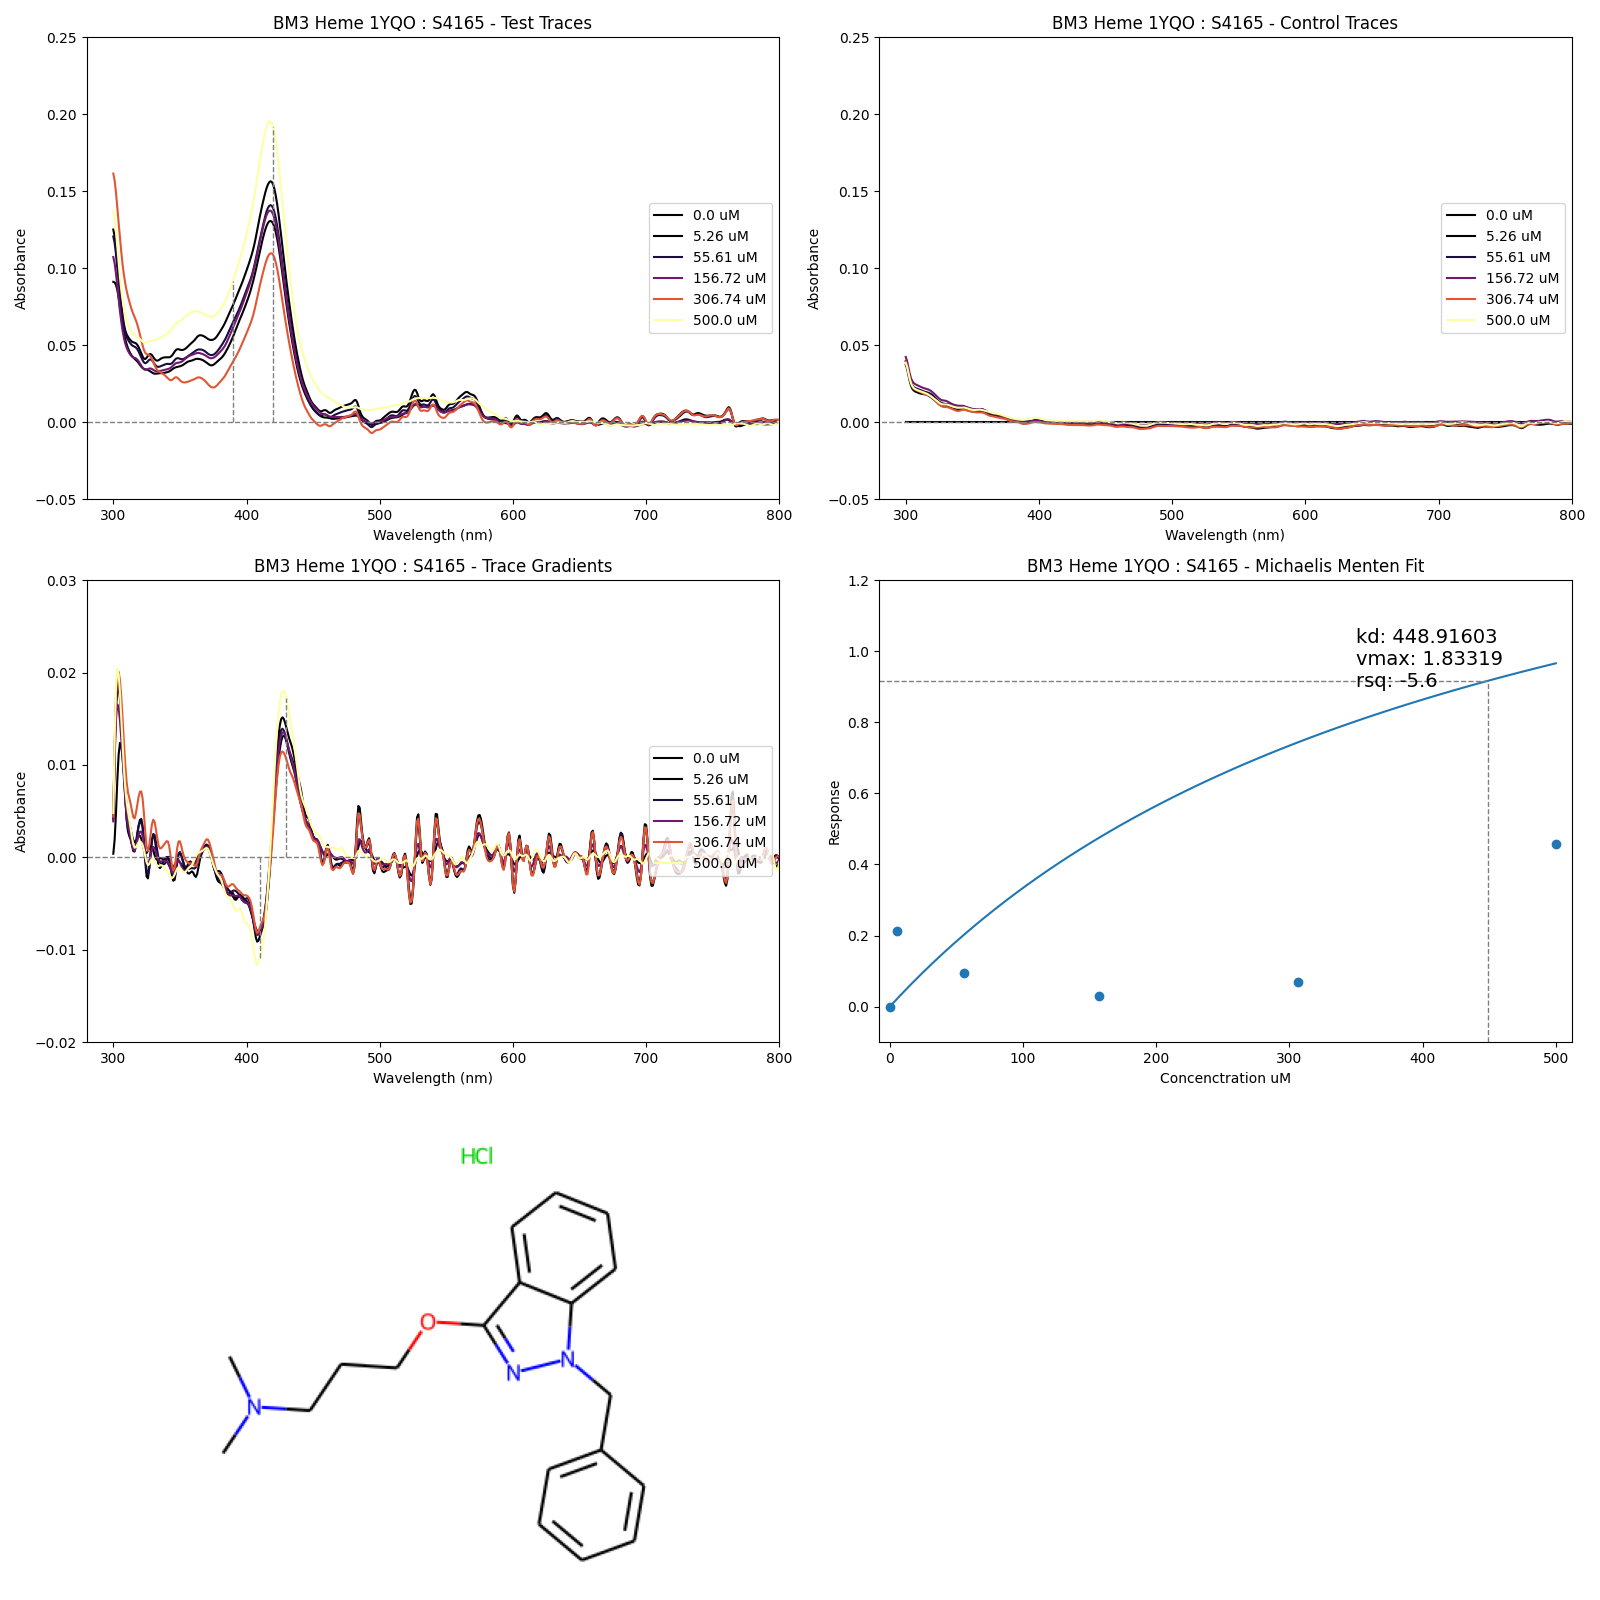 BM3 Heme 1YQO : S4165 - Test Traces
0.25
0.20
0.15
0.10
0.05
0.00
−0.05
Absorbance
300 400 500 600 700 800
Wavelength (nm)
0.0 uM
5.26 uM
55.61 uM
156.72 uM
306.74 uM
500.0 uM
BM3 Heme 1YQO : S4165 - Control Traces
0.25
0.20
0.15
0.10
0.05
0.00
−0.05
Absorbance
300 400 500 600 700 800
Wavelength (nm)
0.0 uM
5.26 uM
55.61 uM
156.72 uM
306.74 uM
500.0 uM
BM3 Heme 1YQO : S4165 - Trace Gradients
0.03
0.02
0.01
0.00
−0.01
−0.02
Absorbance
300 400 500 600 700 800
Wavelength (nm)
0.0 uM
5.26 uM
55.61 uM
156.72 uM
306.74 uM
500.0 uM
BM3 Heme 1YQO : S4165 - Michaelis Menten Fit
1.2
1.0
0.8
0.6
0.4
0.2
0.0
Response
kd: 448.91603
vmax: 1.83319
rsq: -5.6
0 100 200 300 400 500
Concenctration uM
HCl
O
N
N
N